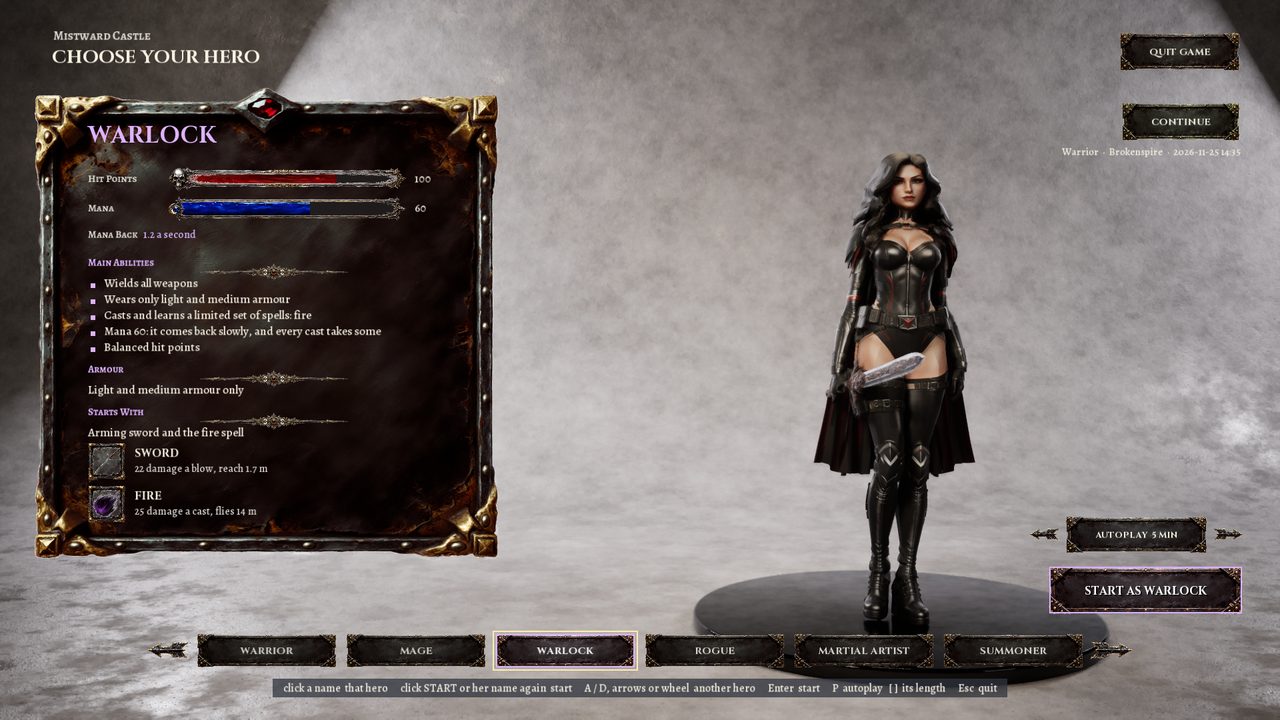 Mistward Castle
CHOOSE YOUR HERO
QUIT GAME
CONTINUE
Warrior · Brokenspire · 2026-11-25 14:35
WARLOCK
HIT POINTS 100
MANA 60
MANA BACK 1.2 a second
MAIN ABILITIES
Wields all weapons
Wears only light and medium armour
Casts and learns a limited set of spells: fire
Mana 60: it comes back slowly, and every cast takes some
Balanced hit points
ARMOUR
Light and medium armour only
STARTS WITH
Arming sword and the fire spell
SWORD
22 damage a blow, reach 1.7 m
FIRE
25 damage a cast, flies 14 m
AUTOPLAY 5 MIN
START AS WARLOCK
WARRIOR MAGE WARLOCK ROGUE MARTIAL ARTIST SUMMONER
click a name that hero click START or her name again start A / D, arrows or wheel another hero Enter start P autoplay [ ] its length Esc quit